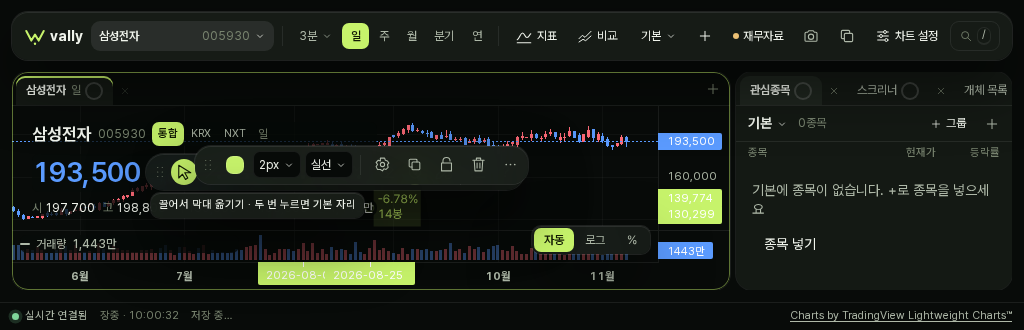 vally 삼성전자 005930 3분 일 주 월 분기 연 지표 비교 기본 재무자료 차트 설정 /
삼성전자 일 관심종목 스크리너 개체 목록
삼성전자 005930 통합 KRX NXT 일
기본 0종목 그룹
193,500
종목 현재가 등락률
193,500
2px 실선
160,000
기본에 종목이 없습니다. +로 종목을 넣으세
요
끌어서 막대 옮기기 · 두 번 누르면 기본 자리
시 197,700 고 198,8
만
-6.78%
14봉
139,774
130,299
종목 넣기
거래량 1,443만
자동 로그 %
1443만
6월 7월 2026-08-25 10월 11월
실시간 연결됨 장중 · 10:00:32 저장 중...
Charts by TradingView Lightweight Charts™